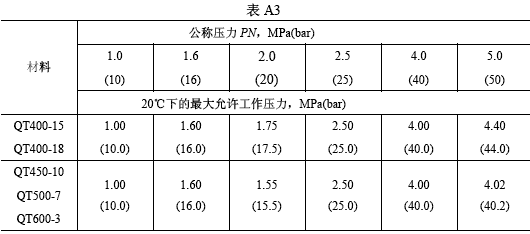 表 A3
材料
公称压力 PN，MPa(bar)
1.0 1.6 2.0 2.5 4.0 5.0
(10) (16) (20) (25) (40) (50)
20℃下的最大允许工作压力，MPa(bar)
QT400-15 1.00 1.60 1.75 2.50 4.00 4.40
QT400-18 (10.0) (16.0) (17.5) (25.0) (40.0) (44.0)
QT450-10
QT500-7 1.00 1.60 1.55 2.50 4.00 4.02
QT600-3 (10.0) (16.0) (15.5) (25.0) (40.0) (40.2)